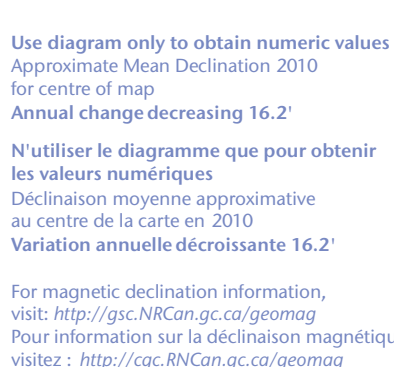 Use diagram only to obtain numeric values
Approximate Mean Declination 2010
for centre of map
Annual change decreasing 16.2'
N'utiliser le diagramme que pour obtenir
les valeurs numériques
Déclinaison moyenne approximative
au centre de la carte en 2010
Variation annuelle décroissante 16.2'
For magnetic declination information,
visit: http://gsc.NRCan.gc.ca/geomag
Pour information sur la déclinaison magnétiqu
visitez : http://cgc.RNCan.gc.ca/geomag